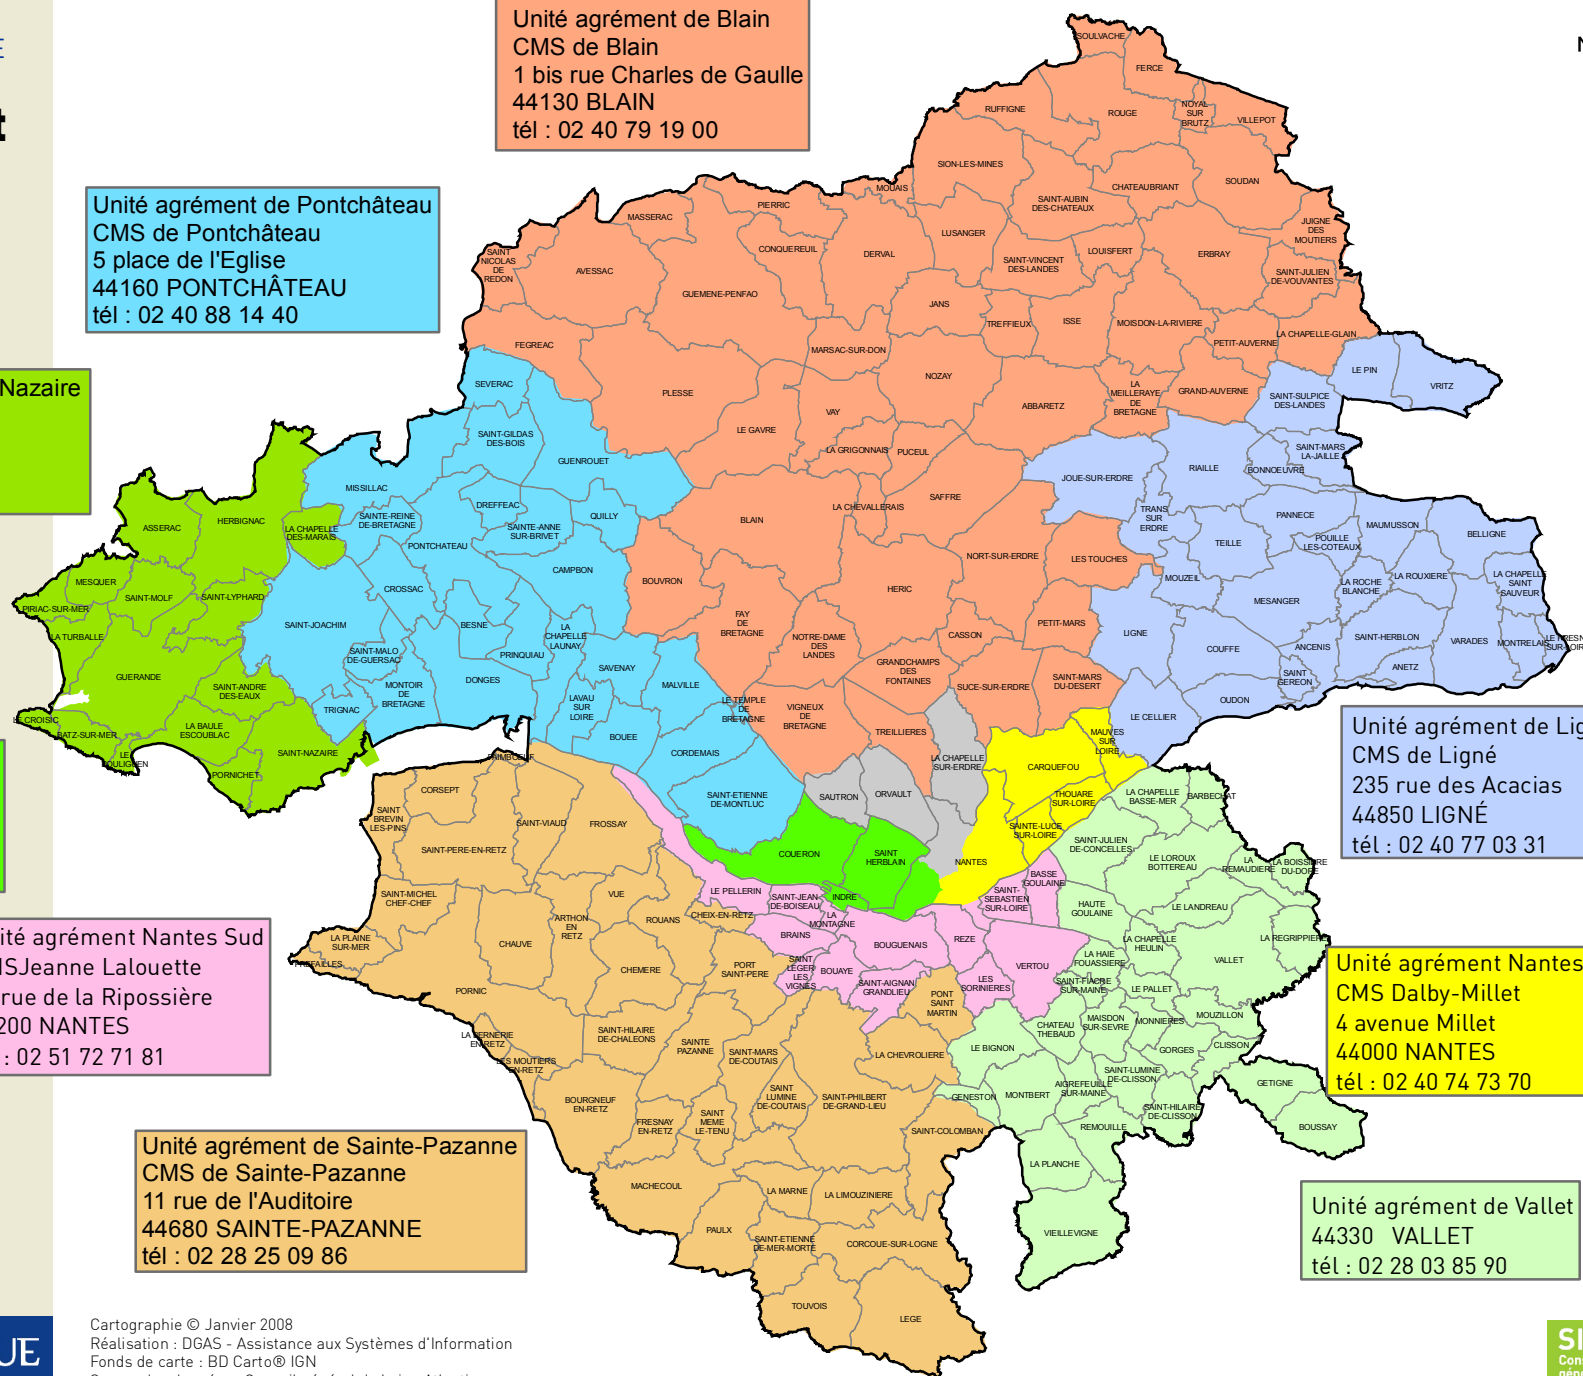 Unité agrément de Blain
CMS de Blain
1 bis rue Charles de Gaulle
44130 BLAIN
tél : 02 40 79 19 00
Unité agrément de Pontchâteau
CMS de Pontchâteau
5 place de l'Eglise
44160 PONTCHÂTEAU
tél : 02 40 88 14 40
Nazaire
SOULVACHE
FERCE
RUFFIGNE
ROUGE
NOYAL
SUR
BRUTZ
VILLEPOT
SION-LES-MINES
MOUAIS
CHATEAUBRIANT
SOUDAN
SAINT-AUBIN
DES-CHATEAUX
PIERRIC
MASSERAC
LUSANGER
JUIGNE
DES
MOUTIERS
CONQUEREUIL
DERVAL
LOUISFERT
ERBRAY
SAINT
NICOLAS
DE
REDON
AVESSAC
SAINT-VINCENT
DES-LANDES
SAINT-JULIEN
DE-VOUVANTES
GUEMENE-PENFAO
JANS
TREFFIEUX
ISSE
MOISDON-LA-RIVIERE
LA CHAPELLE-GLAIN
PETIT-AUVERNE
FEGREAC
MARSAC-SUR-DON
LE PIN
VRITZ
SEVERAC
PLESSE
NOZAY
ABBARETZ
LA
MEILLERAYE
DE
BRETAGNE
GRAND-AUVERNE
SAINT-SULPICE
DES-LANDES
VAY
LE GAVRE
SAINT-GILDAS
DES-BOIS
GUENROUET
LA GRIGONNAIS
PUCEUL
SAINT-MARS
LA-JAILLE
RIAILLE
BONNOEUVRE
JOUE-SUR-ERDRE
MISSILLAC
SAFFRE
DREFFEAC
QUILLY
LA CHEVALLERAIS
BLAIN
TRANS
SUR
ERDRE
PANNECE
MAUMUSSON
BELLIGNE
ASSERAC
HERBIGNAC
LA CHAPELLE
DES-MARAIS
SAINTE-REINE
DE-BRETAGNE
SAINTE-ANNE
SUR-BRIVET
PONTCHATEAU
TEILLE
POUILLE
LES-COTEAUX
NORT-SUR-ERDRE
LES TOUCHES
CAMPBON
BOUVRON
MOUZEIL
LA ROCHE
BLANCHE
LA ROUXIERE
LA CHAPELLE
SAINT
SAUVEUR
MESQUER
CROSSAC
HERIC
SAINT-MOLF
SAINT-LYPHARD
MESANGER
PIRIAC-SUR-MER
LA TURBALLE
SAINT-JOACHIM
BESNE
LA
CHAPELLE
LAUNAY
FAY
DE
BRETAGNE
NOTRE-DAME
DES
LANDES
CASSON
PETIT-MARS
LIGNE
COUFFE
ANCENIS
SAINT-HERBLON
VARADES
MONTRELAIS
LE FRESN
SUR-LOIR
SAINT-MALO
DE-GUERSAC
PRINQUIAU
SAVENAY
MALVILLE
GRANDCHAMPS
DES
FONTAINES
ANETZ
GUERANDE
SAINT-ANDRE
DES-EAUX
MONTOIR
DE
BRETAGNE
DONGES
SUCE-SUR-ERDRE
SAINT-MARS
DU-DESERT
SAINT
GEREON
OUDON
LE CELLIER
LAVAU
SUR
LOIRE
LE TEMPLE
DE
BRETAGNE
VIGNEUX
DE
BRETAGNE
TRIGNAC
LE CROISIC
BATZ-SUR-MER
LA BAULE
ESCOUBLAC
LE
POULIGUEN
SAINT-NAZAIRE
PORNICHET
BOUEE
CORDEMAIS
TREILLIERES
MAUVES
SUR
LOIRE
LA CHAPELLE
SUR-ERDRE
CARQUEFOU
Unité agrément de Lig
CMS de Ligné
235 rue des Acacias
44850 LIGNÉ
tél : 02 40 77 03 31
PAIMBOEUF
CORSEPT
SAINT-ETIENNE
DE-MONTLUC
SAUTRON
ORVAULT
THOUARE
SUR-LOIRE
LA CHAPELLE
BASSE-MER
BARBECHAT
SAINT
BREVIN
LES-PINS
SAINT-VIAUD
FROSSAY
SAINTE-LUCE
SUR-LOIRE
SAINT-PERE-EN-RETZ
COUERON
SAINT
HERBLAIN
NANTES
SAINT-JULIEN
DE-CONCELLES
LE LOROUX
BOTTEREAU
LA
REMAUDIERE
LA BOISSIERE
DU-DORE
BASSE
GOULAINE
SAINT-MICHEL
CHEF-CHEF
VUE
LE PELLERIN
SAINT-JEAN
DE-BOISEAU
INDRE
SAINT-
SEBASTIEN
SUR-LOIRE
HAUTE
GOULAINE
LE LANDREAU
ROUANS
CHEIX-EN-RETZ
LA
MONTAGNE
ARTHON
EN
RETZ
BRAINS
LA PLAINE
SUR-MER
CHAUVE
BOUGUENAIS
REZE
LA CHAPELLE
HEULIN
LA REGRIPPIERE
PREFAILLES
CHEMERE
PORT
SAINT-PERE
SAINT
LEGER
LES
VIGNES
BOUAYE
LA HAIE
FOUASSIERE
VALLET
VERTOU
PORNIC
SAINT-AIGNAN
GRANDLIEU
LES
SORINIERES
SAINT-FIACRE
SUR-MAINE
LE PALLET
PONT
SAINT
MARTIN
MAISDON
SUR-SEVRE
MONNIERES
MOUZILLON
CHATEAU
THEBAUD
LA BERNERIE
EN-RETZ
SAINT-HILAIRE
DE-CHALEONS
SAINTE
PAZANNE
LES MOUTIERS
EN-RETZ
SAINT-MARS
DE-COUTAIS
LA CHEVROLIERE
LE BIGNON
GORGES
CLISSON
SAINT-LUMINE
DE-CLISSON
GETIGNE
BOURGNEUF
EN-RETZ
SAINT
LUMINE
DE-COUTAIS
SAINT-PHILBERT
DE-GRAND-LIEU
GENESTON
MONTBERT
AIGREFEUILLE
SUR-MAINE
SAINT-HILAIRE
DE-CLISSON
FRESNAY
EN-RETZ
SAINT
MEME
LE-TENU
SAINT-COLOMBAN
REMOUILLE
BOUSSAY
LA PLANCHE
MACHECOUL
LA MARNE
LA LIMOUZINIERE
PAULX
SAINT-ETIENNE
DE-MER-MORTE
CORCOUE-SUR-LOGNE
VIEILLEVIGNE
TOUVOIS
LEGE
ité agrément Nantes Sud
SJeanne Lalouette
rue de la Ripossière
200 NANTES
: 02 51 72 71 81
Unité agrément Nantes
CMS Dalby-Millet
4 avenue Millet
44000 NANTES
tél : 02 40 74 73 70
Unité agrément de Sainte-Pazanne
CMS de Sainte-Pazanne
11 rue de l'Auditoire
44680 SAINTE-PAZANNE
tél : 02 28 25 09 86
Unité agrément de Vallet
44330 VALLET
tél : 02 28 03 85 90
Cartographie © Janvier 2008
Réalisation : DGAS - Assistance aux Systèmes d'Information
Fonds de carte : BD Carto® IGN